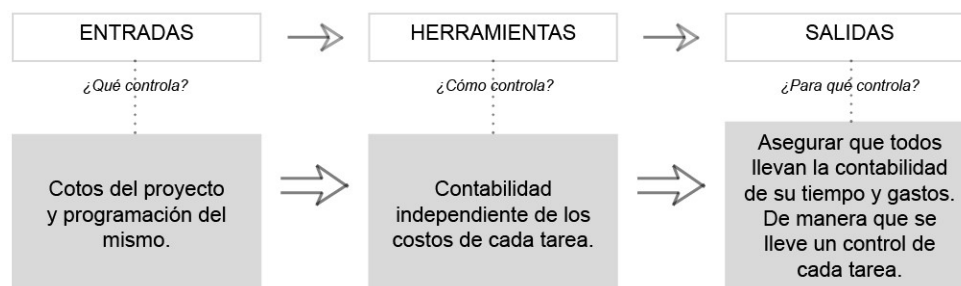 ENTRADAS
HERRAMIENTAS
SALIDAS
¿Qué controla?
¿Cómo controla?
¿Para qué controla?
Cotos del proyecto
y programación del
mismo.
Contabilidad
independiente de los
costos de cada tarea.
Asegurar que todos
llevan la contabilidad
de su tiempo y gastos.
De manera que se
lleve un control de
cada tarea.